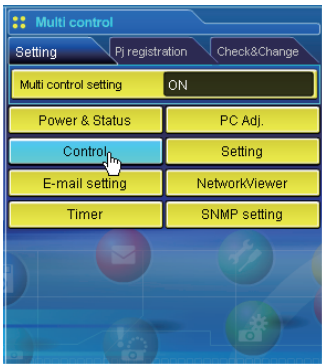 Multi control
Setting Pj registration Check&Change
Multi control setting ON
Power & Status PC Adj.
Control Setting
E-mail setting NetworkViewer
Timer SNMP setting